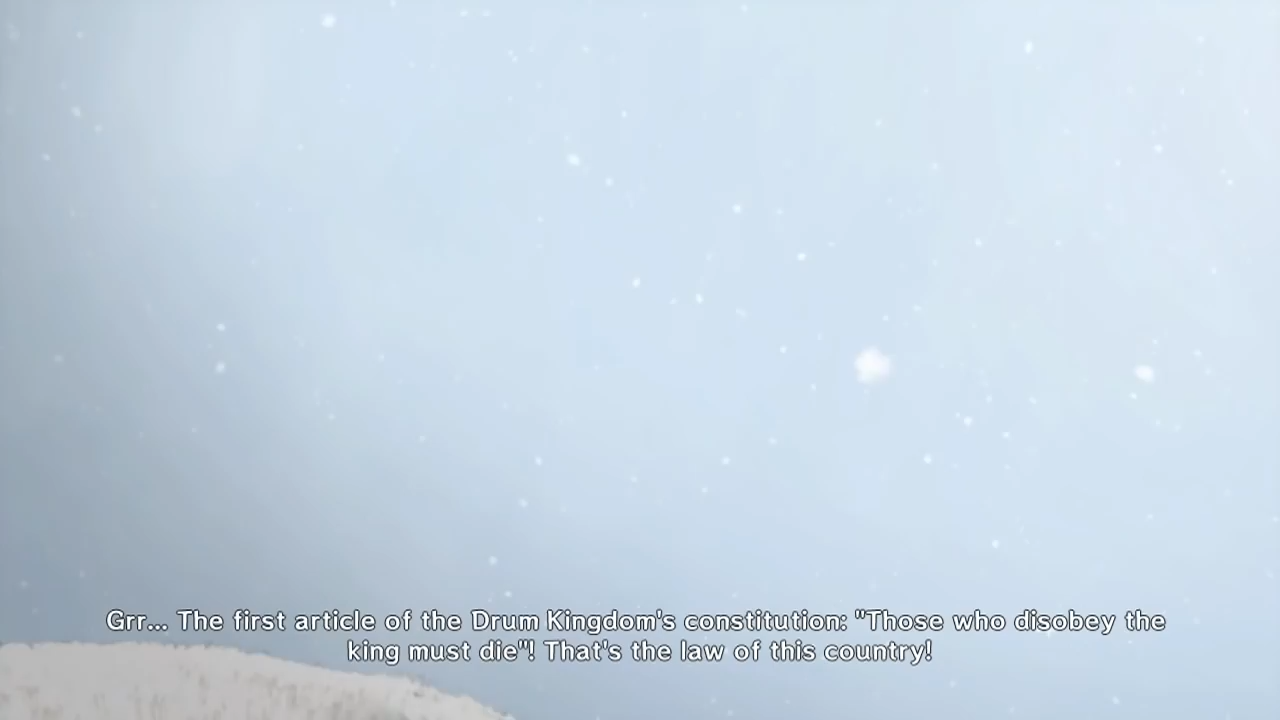 Grr... The first article of the Drum Kingdom's constitution: "Those who disobey the
king must die"! That's the law of this country!